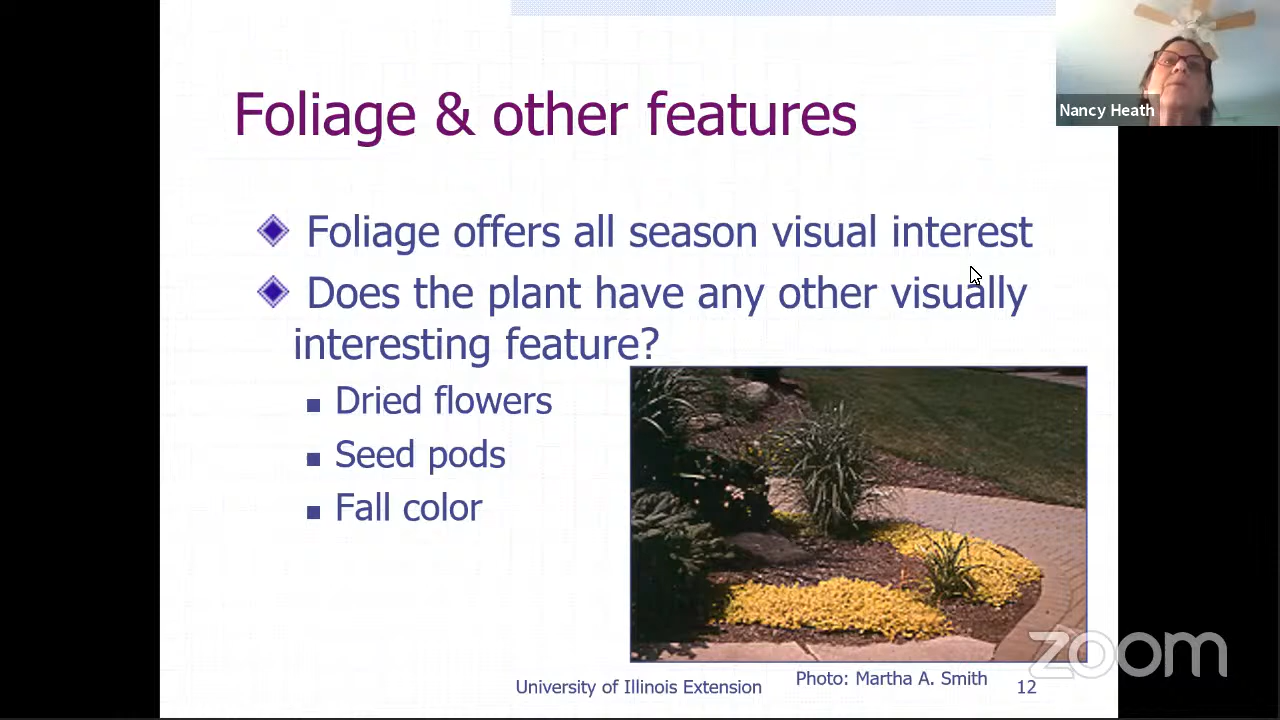 Foliage & other features
Nancy Heath
Foliage offers all season visual interest
Does the plant have any other visually
interesting feature?
Dried flowers
Seed pods
Fall color
zoom
Photo: Martha A. Smith
University of Illinois Extension
12